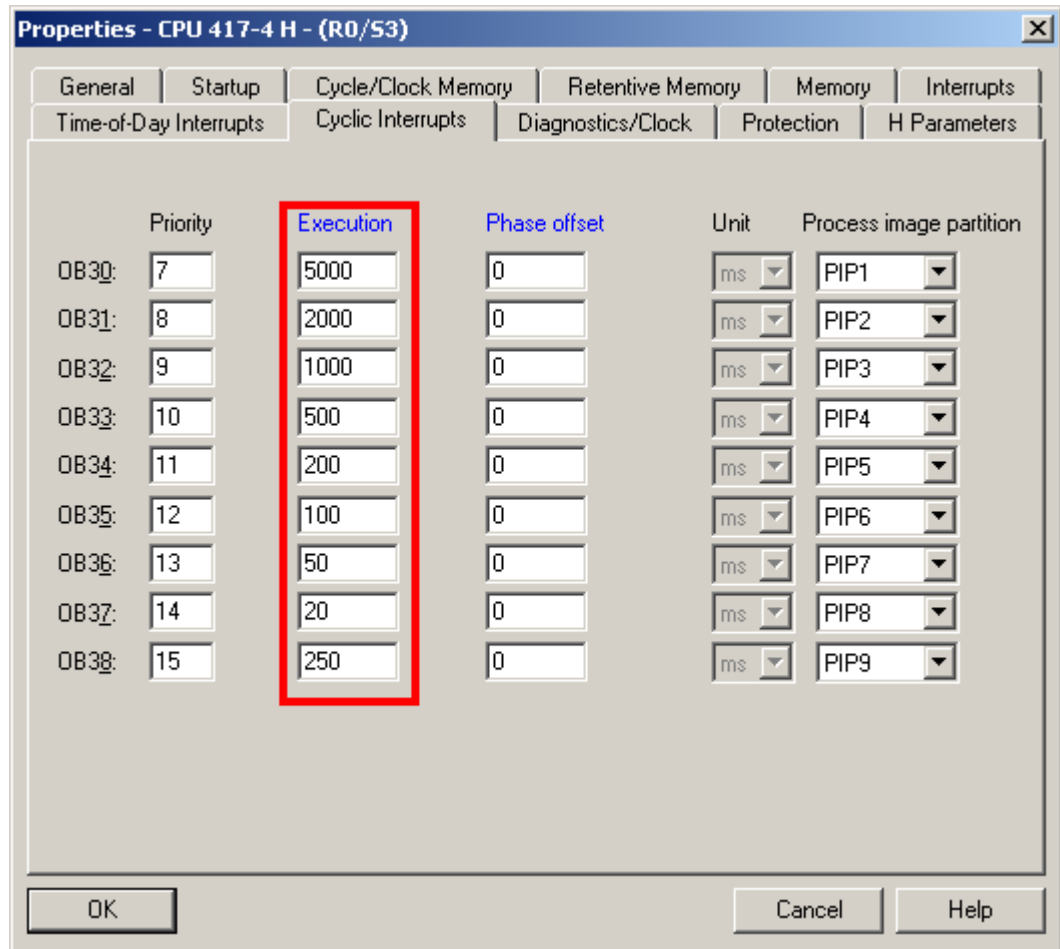 Properties - CPU 417-4 H - (R0/S3)
General Startup Cycle/Clock Memory Retentive Memory Memory Interrupts
Time-of-Day Interrupts Cyclic Interrupts Diagnostics/Clock Protection H Parameters
Priority Execution Phase offset Unit Process image partition
OB30: 7 5000 0 ms PIP1
OB31: 8 2000 0 ms PIP2
OB32: 9 1000 0 ms PIP3
OB33: 10 500 0 ms PIP4
OB34: 11 200 0 ms PIP5
OB35: 12 100 0 ms PIP6
OB36: 13 50 0 ms PIP7
OB37: 14 20 0 ms PIP8
OB38: 15 250 0 ms PIP9
OK Cancel Help